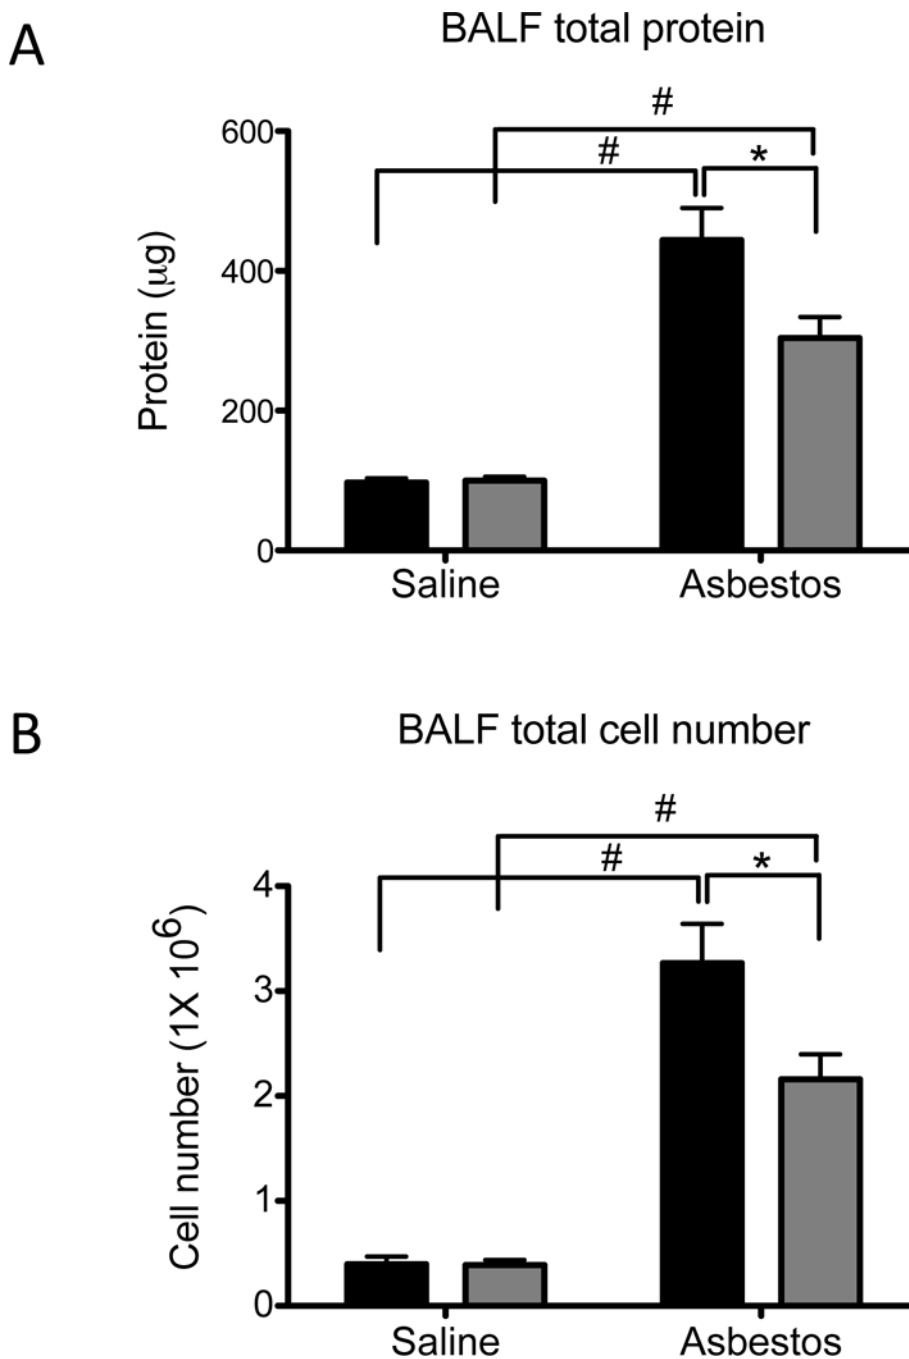 A
BALF total protein
#
600
#
*
400
Protein (μg)
200
0
Saline
Asbestos
B
BALF total cell number
#
#
*
4
3
Cell number (1X 10⁶)
2
1
0
Saline
Asbestos